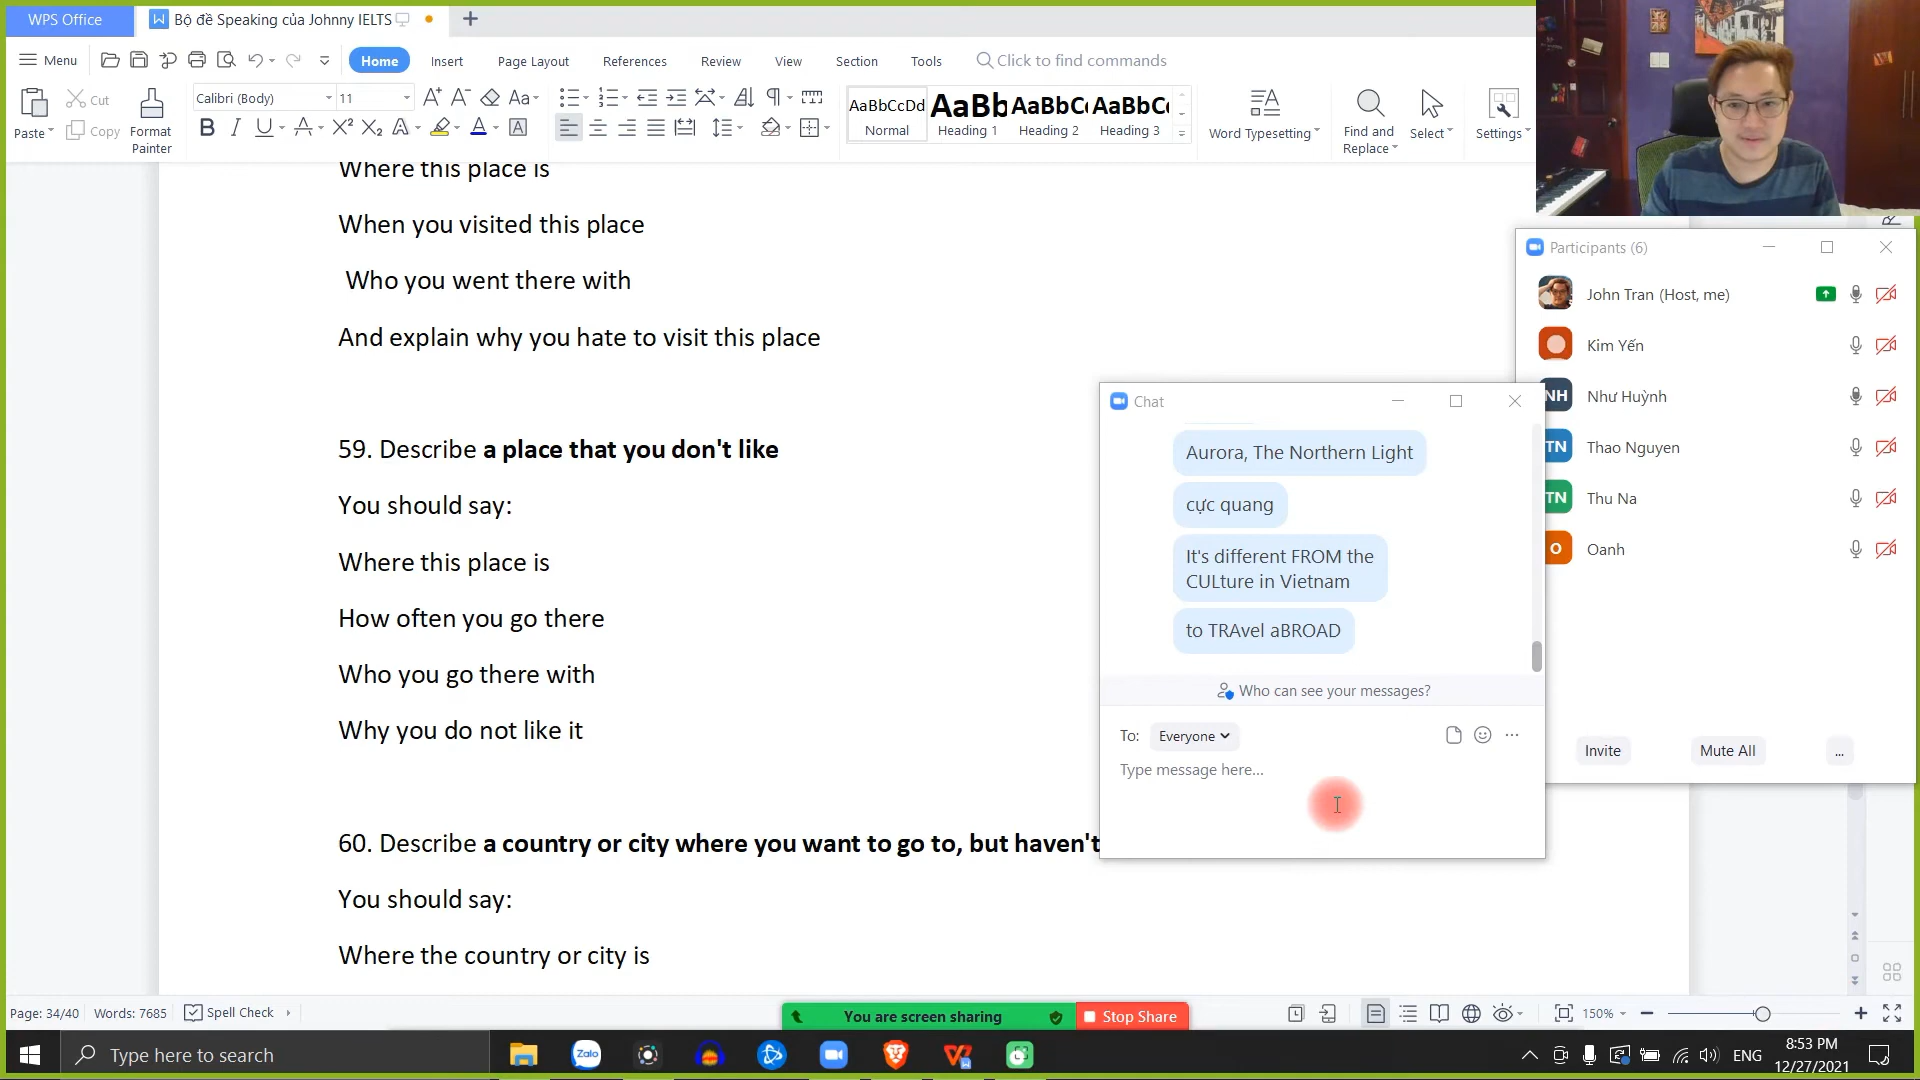 WPS Office
Bộ đề Speaking của Johnny IELTS
Menu
Home
Insert
Page Layout
References
Review
View
Section
Tools
Click to find commands
Paste
Cut
Copy
Format
Painter
Calibri (Body)
11
AaBbCcDd
Normal
AaBb
Heading 1
AaBbC
Heading 2
AaBbC
Heading 3
Word Typesetting
Find and
Replace
Select
Settings
Where this place is
When you visited this place
Who you went there with
And explain why you hate to visit this place
59. Describe a place that you don't like
You should say:
Where this place is
How often you go there
Who you go there with
Why you do not like it
60. Describe a country or city where you want to go to, but haven't
You should say:
Where the country or city is
Chat
Aurora, The Northern Light
cực quang
It's different FROM the
CULture in Vietnam
to TRAvel aBROAD
Who can see your messages?
To: Everyone
Type message here...
Participants (6)
John Tran (Host, me)
Kim Yến
NH
Như Huỳnh
TN
Thao Nguyen
TN
Thu Na
O
Oanh
Invite
Mute All
...
Page: 34/40
Words: 7685
Spell Check
You are screen sharing
Stop Share
150%
Type here to search
Zalo
ENG
8:53 PM
12/27/2021